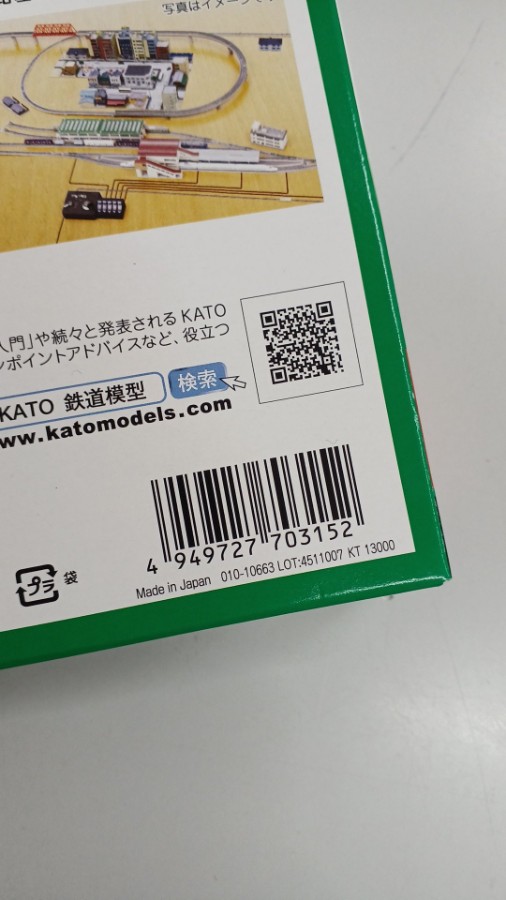 写真はイメージです
入門」や続々と発表される KATO
ンポイントアドバイスなど、役立つ
KATO 鉄道模型 検索
www.katomodels.com
4 949727 703152
プラ 袋
Made in Japan 010-10663 LOT:4511007 KT 13000